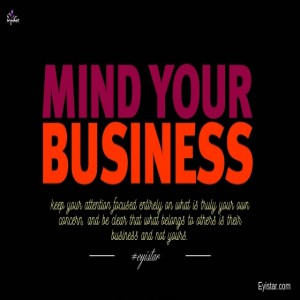 eyistar
MIND YOUR
BUSINESS
keep your attention focused entirely on what is truly your own
concern, and be clear that what belongs to others is their
business and not yours.
#eyistar
Eyistar.com